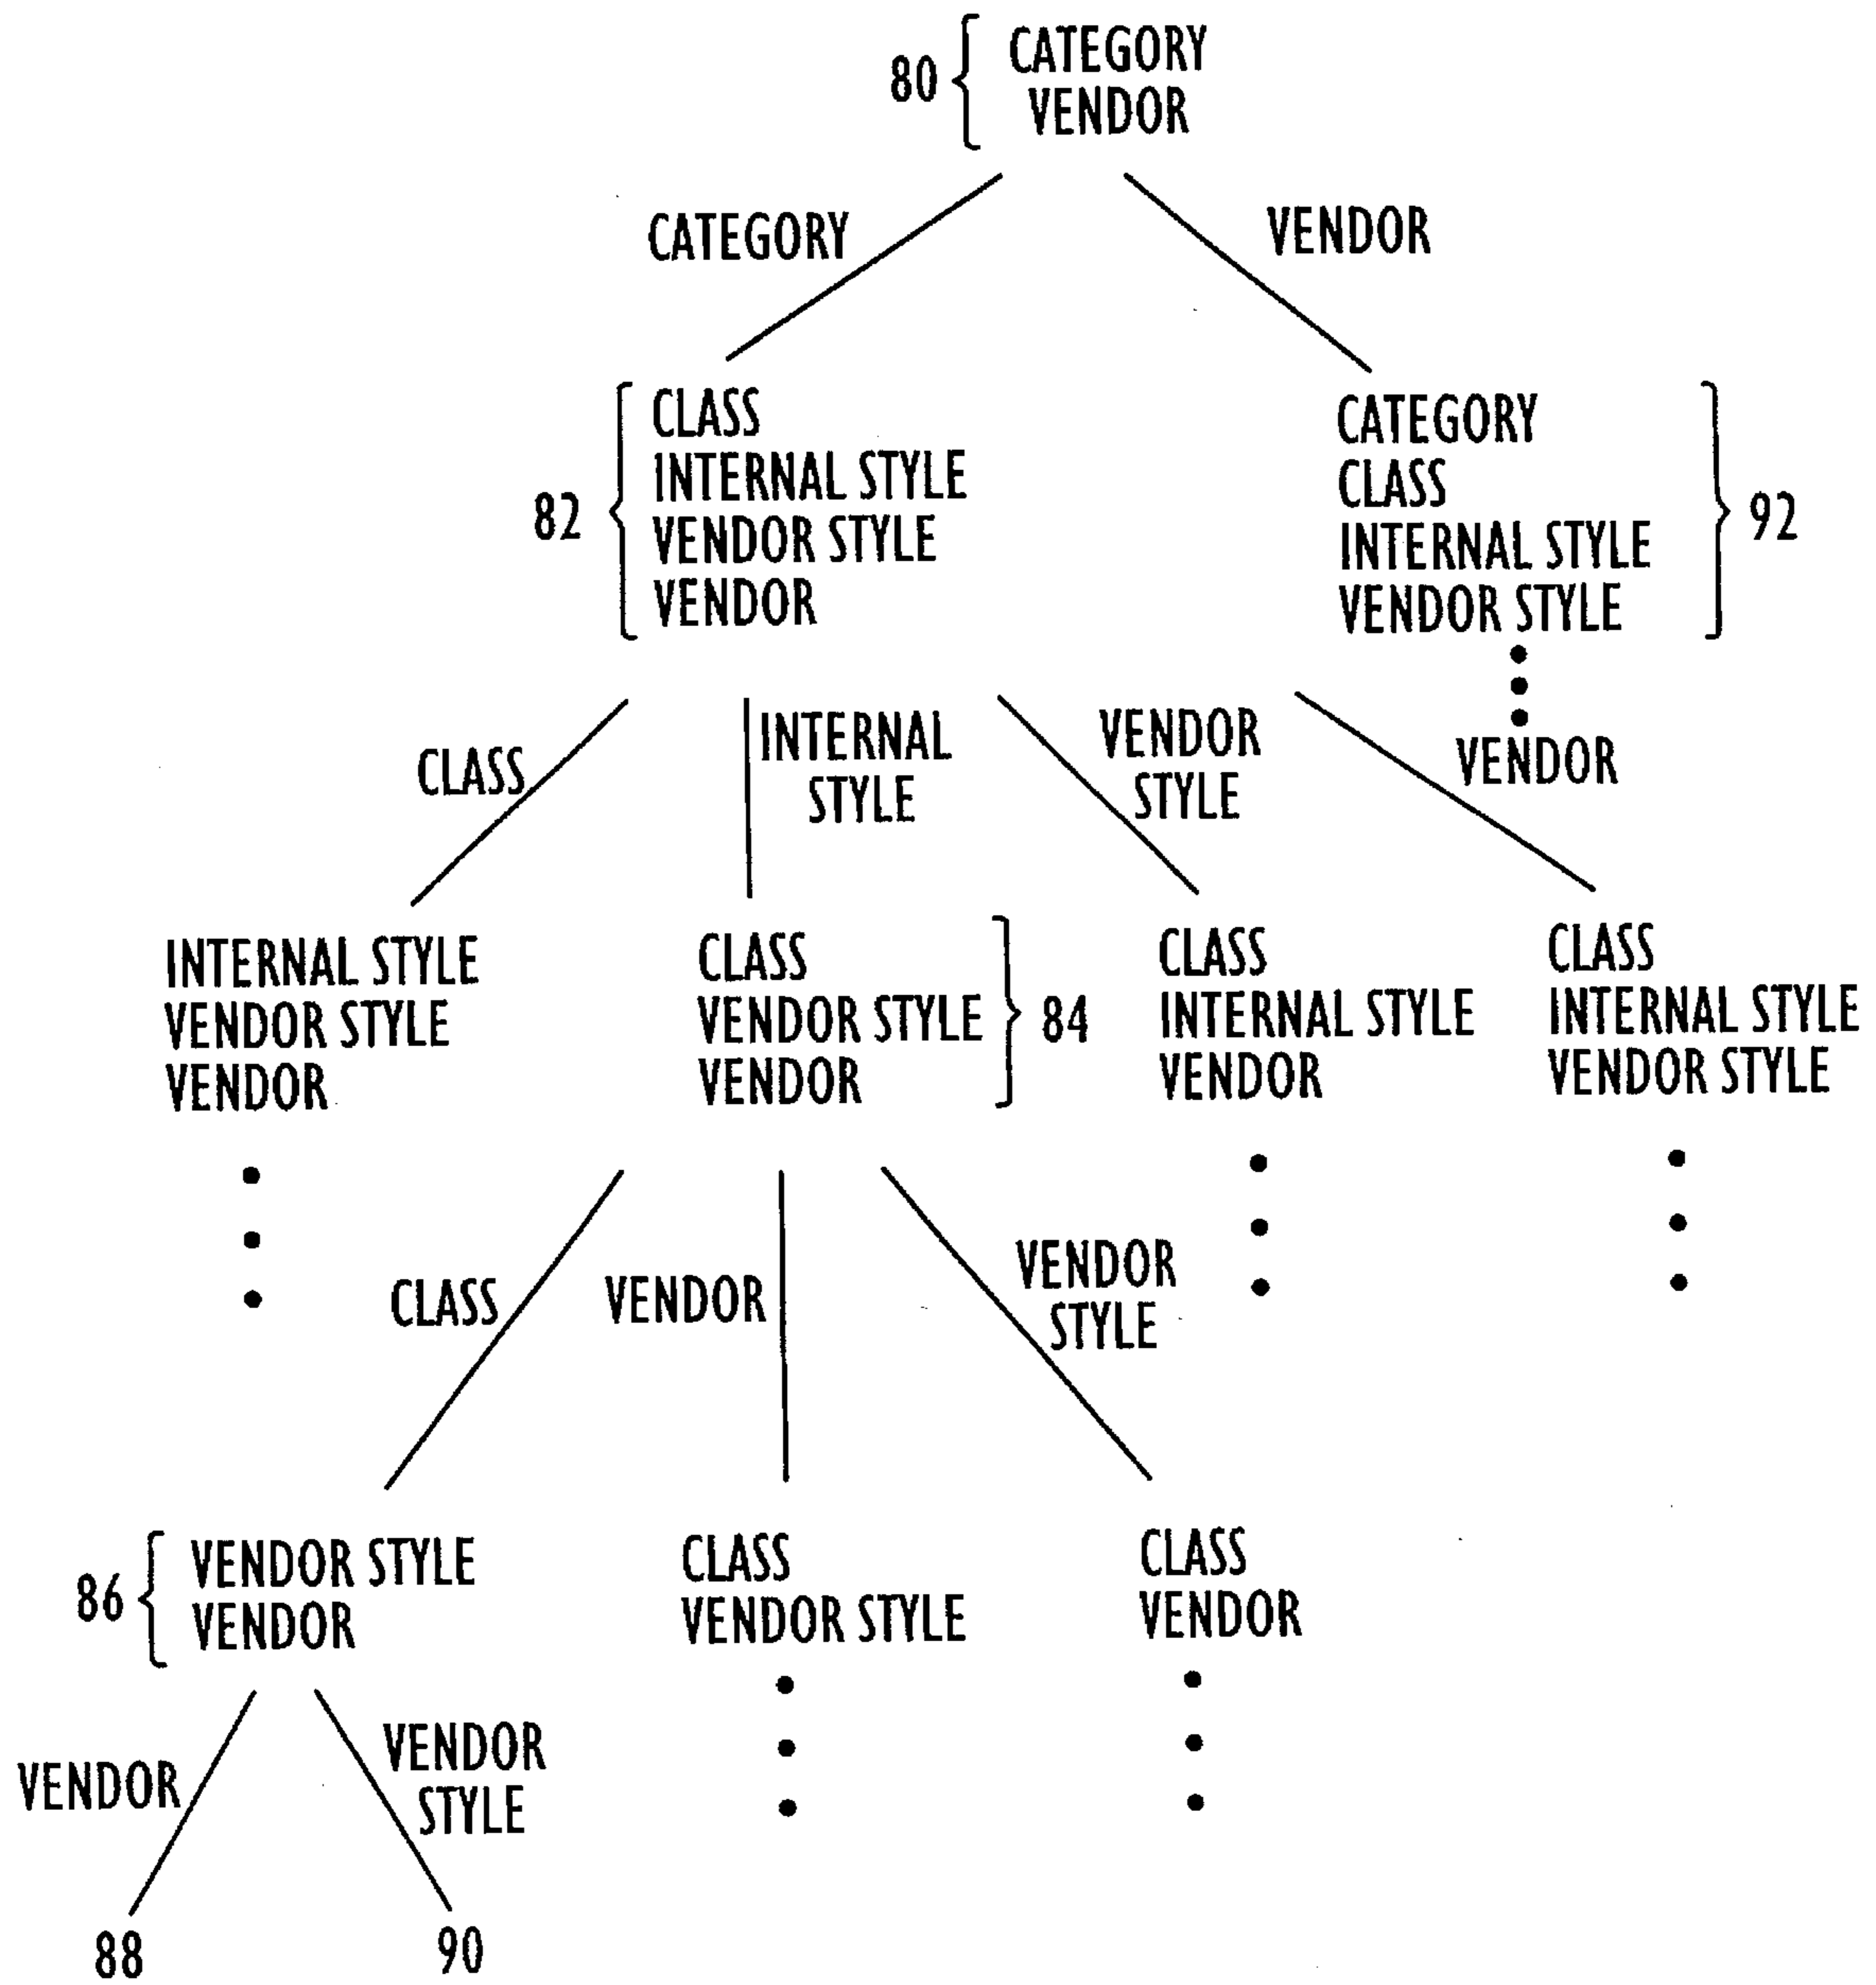 80
CATEGORY
VENDOR
CATEGORY
VENDOR
82
CLASS
INTERNAL STYLE
VENDOR STYLE
VENDOR
CATEGORY
CLASS
INTERNAL STYLE
VENDOR STYLE
92
CLASS
INTERNAL
STYLE
VENDOR
STYLE
VENDOR
INTERNAL STYLE
VENDOR STYLE
VENDOR
CLASS
VENDOR STYLE
VENDOR
84
CLASS
INTERNAL STYLE
VENDOR
CLASS
INTERNAL STYLE
VENDOR STYLE
CLASS
VENDOR
VENDOR
STYLE
86
VENDOR STYLE
VENDOR
CLASS
VENDOR STYLE
CLASS
VENDOR
VENDOR
VENDOR
STYLE
88
90